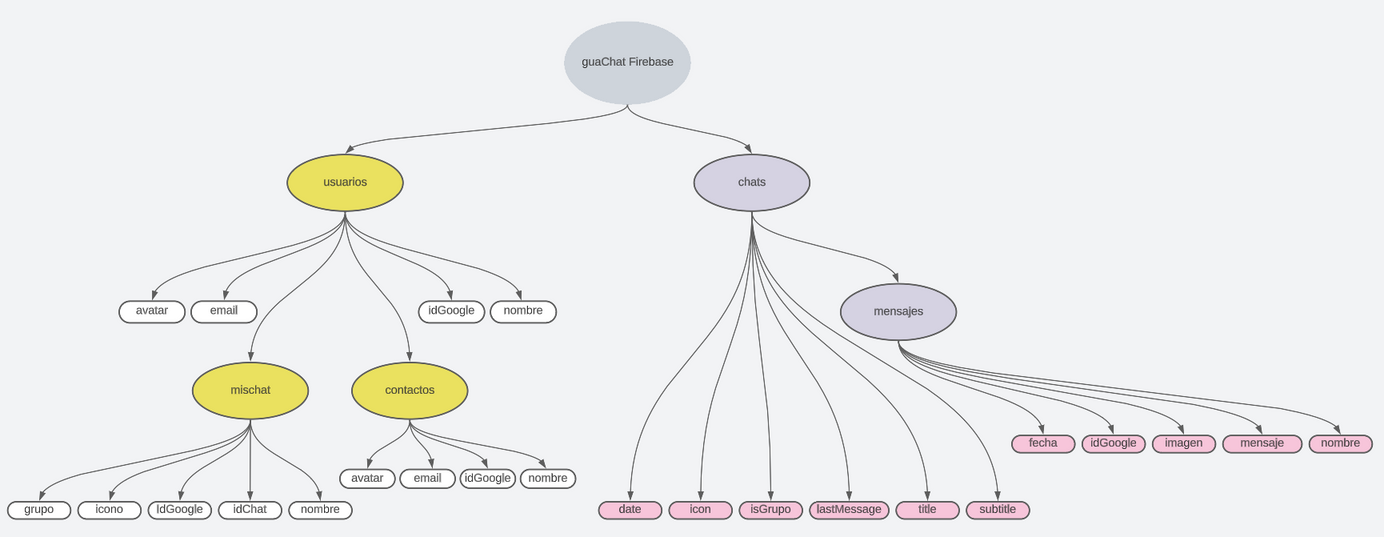 guaChat Firebase
usuarios
chats
avatar
email
idGoogle
nombre
mensajes
mischat
contactos
fecha
idGoogle
imagen
mensaje
nombre
avatar
email
idGoogle
nombre
grupo
icono
IdGoogle
idChat
nombre
date
icon
isGrupo
lastMessage
title
subtitle